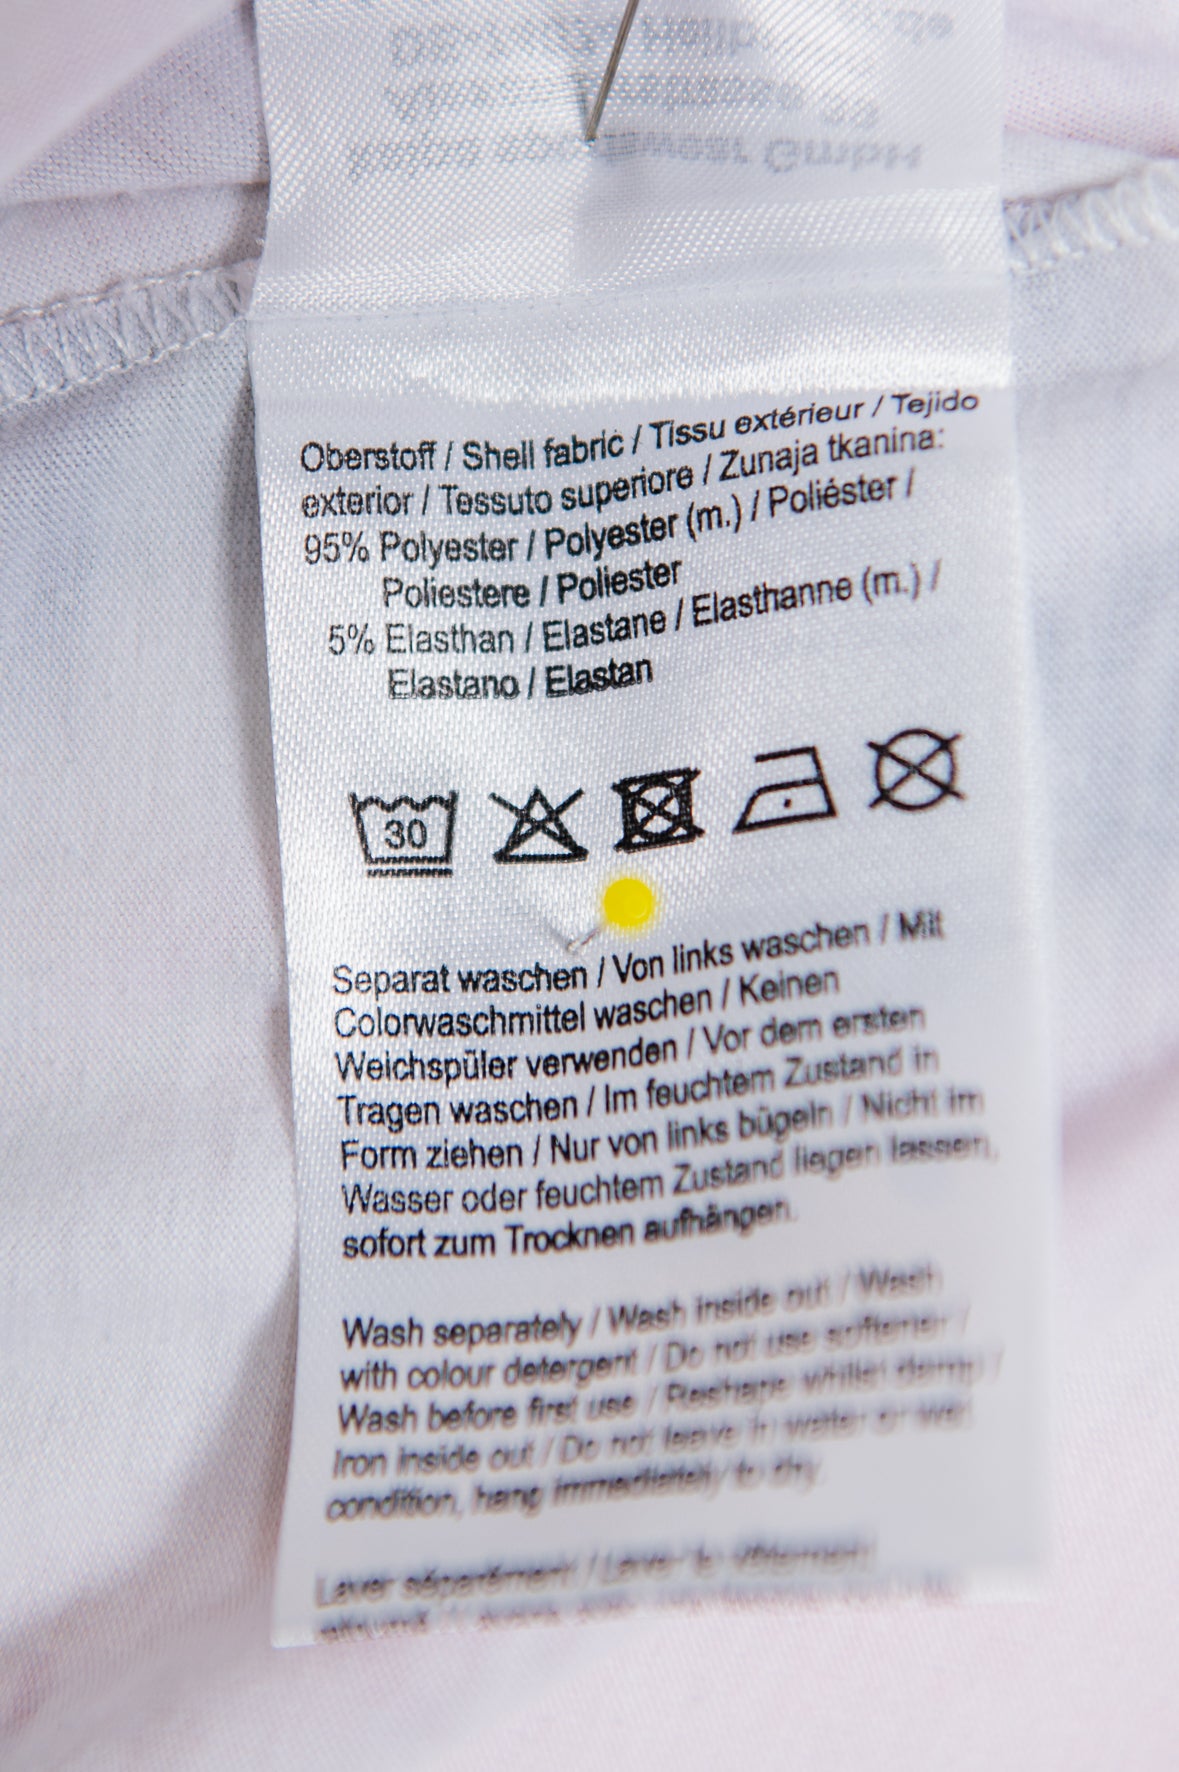 Oberstoff / Shell fabric / Tissu extérieur / Tejido
exterior / Tessuto superiore / Zunaja tkanina:
95% Polyester / Polyester (m.) / Poliéster /
Poliestere / Poliester
5% Elasthan / Elastane / Elasthanne (m.) /
Elastano / Elastan
30
Separat waschen / Von links waschen / Mit
Colorwaschmittel waschen / Keinen
Weichspüler verwenden / Vor dem ersten
Tragen waschen / Im feuchtem Zustand in
Form ziehen / Nur von links bügeln / Nicht im
Wasser oder feuchtem Zustand liegen lassen,
sofort zum Trocknen aufhängen.
Wash separately / Wash inside out / Wash
with colour detergent / Do not use softener /
Wash before first use / Reshape whilst damp /
Iron inside out / Do not leave in water or wet
condition, hang immediately to dry.
Laver séparément / Laver le vêtement